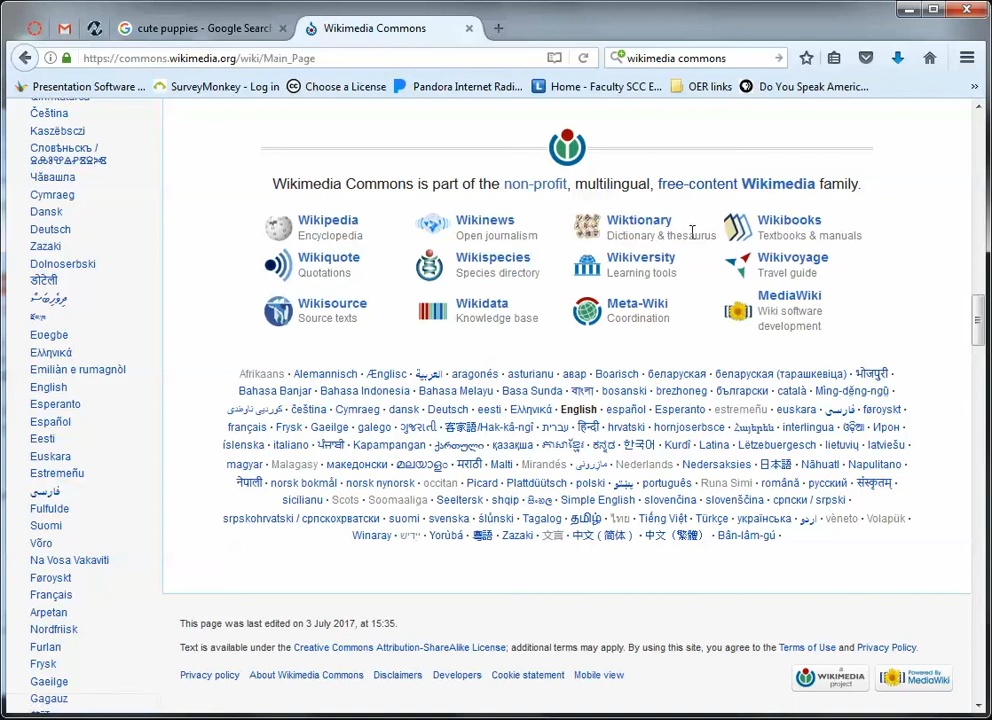 cute puppies - Google Search
Wikimedia Commons
https://commons.wikimedia.org/wiki/Main_Page
wikimedia commons
Presentation Software ...
SurveyMonkey - Log in
Choose a License
Pandora Internet Radi...
Home - Faculty SCC E...
OER links
Do You Speak Americ...
Čeština
Kaszëbsczi
Словѣньскъ /
ⰔⰎⰑⰂⰡⰐⰠⰔⰍⰟ
Чӑвашла
Cymraeg
Dansk
Deutsch
Zazaki
Dolnoserbski
डोटेली
ދިވެހިބަސް
Eʋegbe
Ελληνικά
Emiliàn e rumagnòl
English
Esperanto
Español
Eesti
Euskara
Estremeñu
فارسی
Fulfulde
Suomi
Võro
Na Vosa Vakaviti
Føroyskt
Français
Arpetan
Nordfriisk
Furlan
Frysk
Gaeilge
Gagauz
Wikimedia Commons is part of the non-profit, multilingual, free-content Wikimedia family.
Wikipedia Wikinews Wiktionary Wikibooks
Encyclopedia Open journalism Dictionary & thesaurus Textbooks & manuals
Wikiquote Wikispecies Wikiversity Wikivoyage
Quotations Species directory Learning tools Travel guide
Wikisource Wikidata Meta-Wiki MediaWiki
Source texts Knowledge base Coordination Wiki software development
Afrikaans · Alemannisch · Ænglisc · العربية · aragonés · asturianu · авар · Boarisch · беларуская · беларуская (тарашкевіца) · भोजपुरी ·
Bahasa Banjar · Bahasa Indonesia · Bahasa Melayu · Basa Sunda · বাংলা · bosanski · brezhoneg · български · català · Mìng-dĕ̤ng-ngṳ̄ ·
کوردیی ناوەندی · čeština · Cymraeg · dansk · Deutsch · eesti · Ελληνικά · English · español · Esperanto · estremeñu · euskara · فارسی · føroyskt ·
français · Frysk · Gaeilge · galego · ગુજરાતી · 客家語/Hak-kâ-ngî · עברית · हिन्दी · hrvatski · hornjoserbsce · Հայերեն · interlingua · ଓଡ଼ିଆ · Ирон ·
íslenska · italiano · ਪੰਜਾਬੀ · Kapampangan · ქართული · қазақша · ភាសាខ្មែរ · ಕನ್ನಡ · 한국어 · Kurdî · Latina · Lëtzebuergesch · lietuvių · latviešu ·
magyar · Malagasy · македонски · മലയാളം · मराठी · Malti · Mirandés · مازِرونی · Nederlands · Nedersaksies · 日本語 · Nāhuatl · Napulitano ·
नेपाली · norsk bokmål · norsk nynorsk · occitan · Picard · Plattdüütsch · polski · پښتو · português · Runa Simi · română · русский · संस्कृतम् ·
sicilianu · Scots · Soomaaliga · Seeltersk · shqip · සිංහල · Simple English · slovenčina · slovenščina · српски / srpski ·
srpskohrvatski / српскохрватски · suomi · svenska · ślůnski · Tagalog · தமிழ் · ไทย · Tiếng Việt · Türkçe · українська · اردو · vèneto · Volapük ·
Winaray · ייִדיש · Yorùbá · 粵語 · Zazaki · 文言 · 中文（简体） · 中文（繁體） · Bân-lâm-gú ·
This page was last edited on 3 July 2017, at 15:35.
Text is available under the Creative Commons Attribution-ShareAlike License; additional terms may apply. By using this site, you agree to the Terms of Use and Privacy Policy.
Privacy policy About Wikimedia Commons Disclaimers Developers Cookie statement Mobile view
a WIKIMEDIA project
Powered By MediaWiki